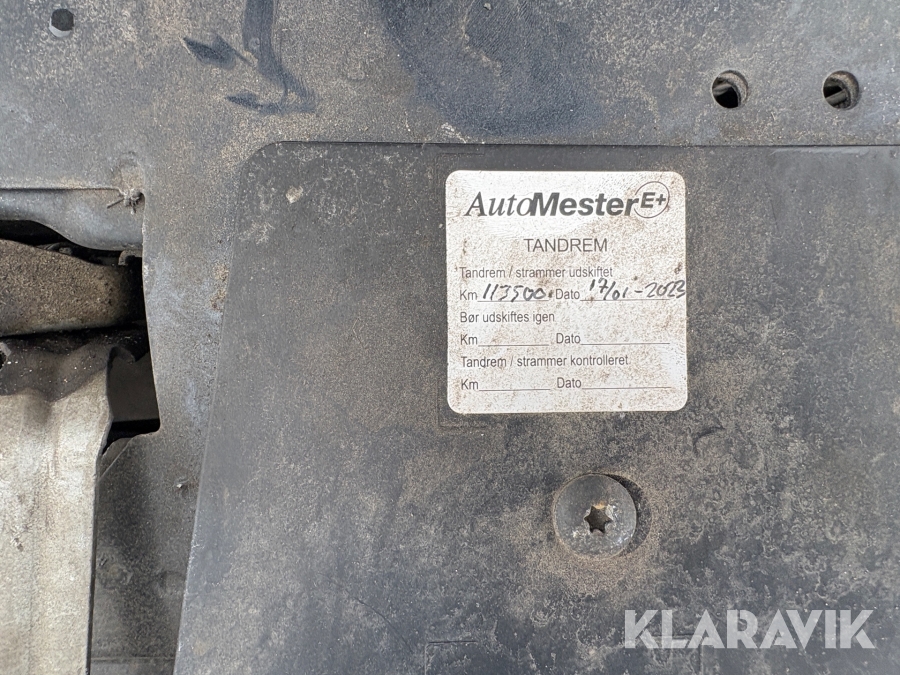 AutoMester E+
TANDREM
Tandrem / strammer udskiftet
Km 113500. Dato 17/01-2023
Bør udskiftes igen
Km Dato
Tandrem / strammer kontrolleret.
Km Dato
KLARAVIK